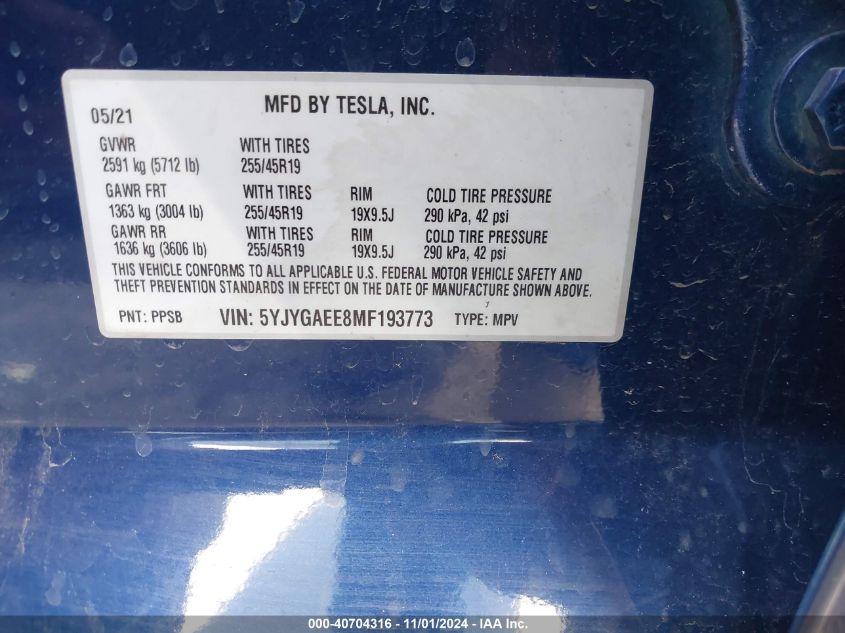 05/21 MFD BY TESLA, INC.
GVWR WITH TIRES
2591 kg (5712 lb) 255/45R19
GAWR FRT WITH TIRES RIM COLD TIRE PRESSURE
1363 kg (3004 lb) 255/45R19 19X9.5J 290 kPa, 42 psi
GAWR RR WITH TIRES RIM COLD TIRE PRESSURE
1636 kg (3606 lb) 255/45R19 19X9.5J 290 kPa, 42 psi
THIS VEHICLE CONFORMS TO ALL APPLICABLE U.S. FEDERAL MOTOR VEHICLE SAFETY AND
THEFT PREVENTION STANDARDS IN EFFECT ON THE DATE OF MANUFACTURE SHOWN ABOVE.
PNT: PPSB VIN: 5YJYGAEE8MF193773 TYPE: MPV
000-40704316 - 11/01/2024 - IAA Inc.